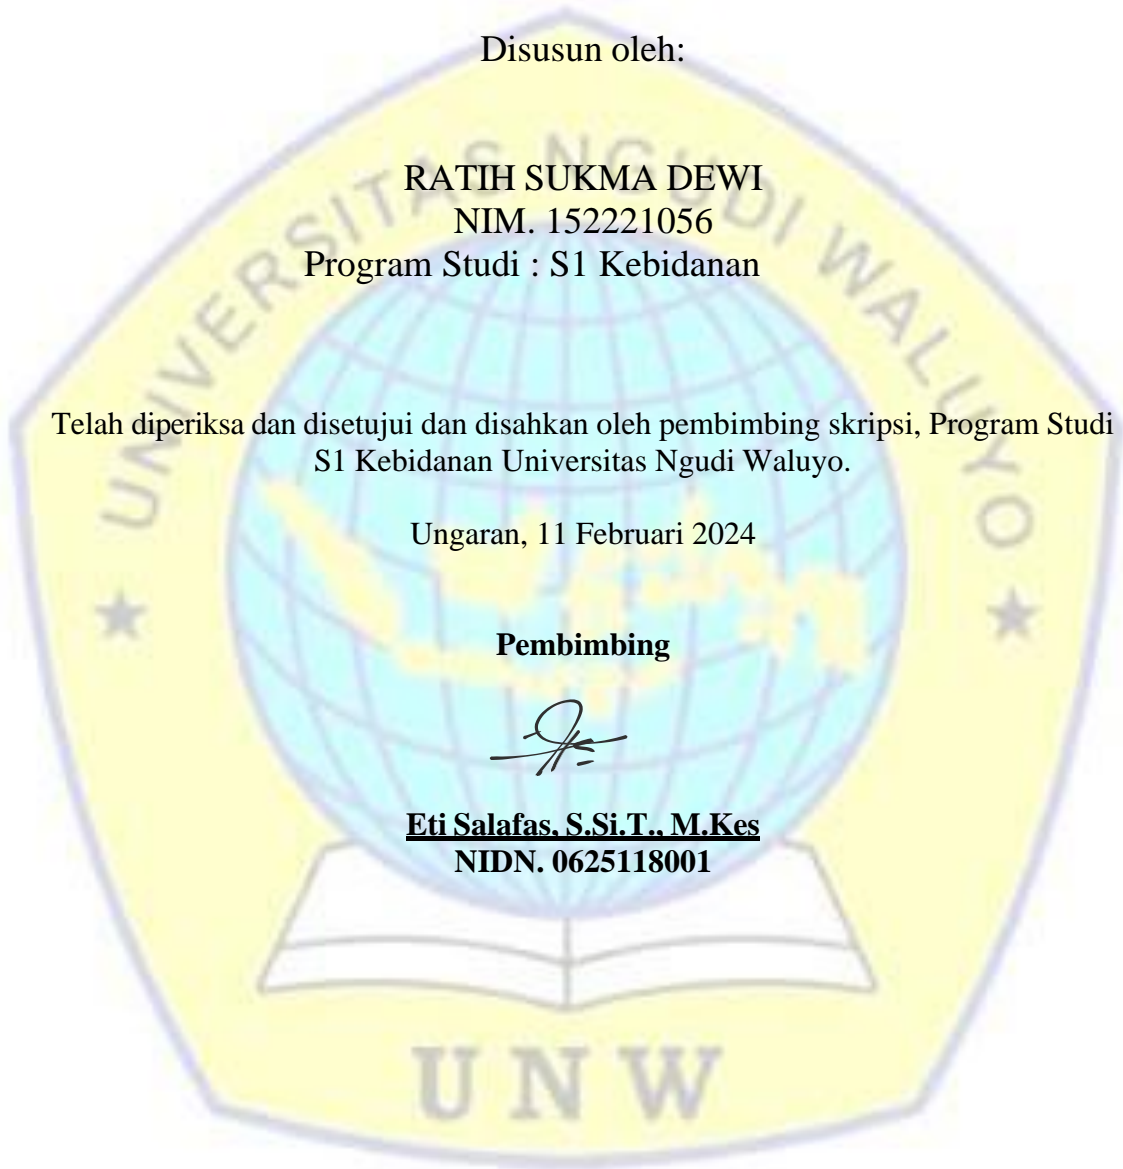 Disusun oleh:
RATIH SUKMA DEWI
NIM. 152221056
Program Studi : S1 Kebidanan
Telah diperiksa dan disetujui dan disahkan oleh pembimbing skripsi, Program Studi
S1 Kebidanan Universitas Ngudi Waluyo.
Ungaran, 11 Februari 2024
Pembimbing
Eti Salafas, S.Si.T., M.Kes
NIDN. 0625118001
UNIVERSITAS NGUDI WALUYO
UNW